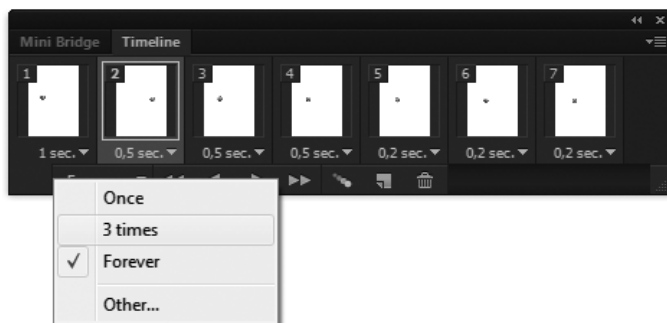 Mini Bridge Timeline
1 2 3 4 5 6 7
1 sec. 0,5 sec. 0,5 sec. 0,5 sec. 0,2 sec. 0,2 sec. 0,2 sec.
Once
3 times
Forever
Other...